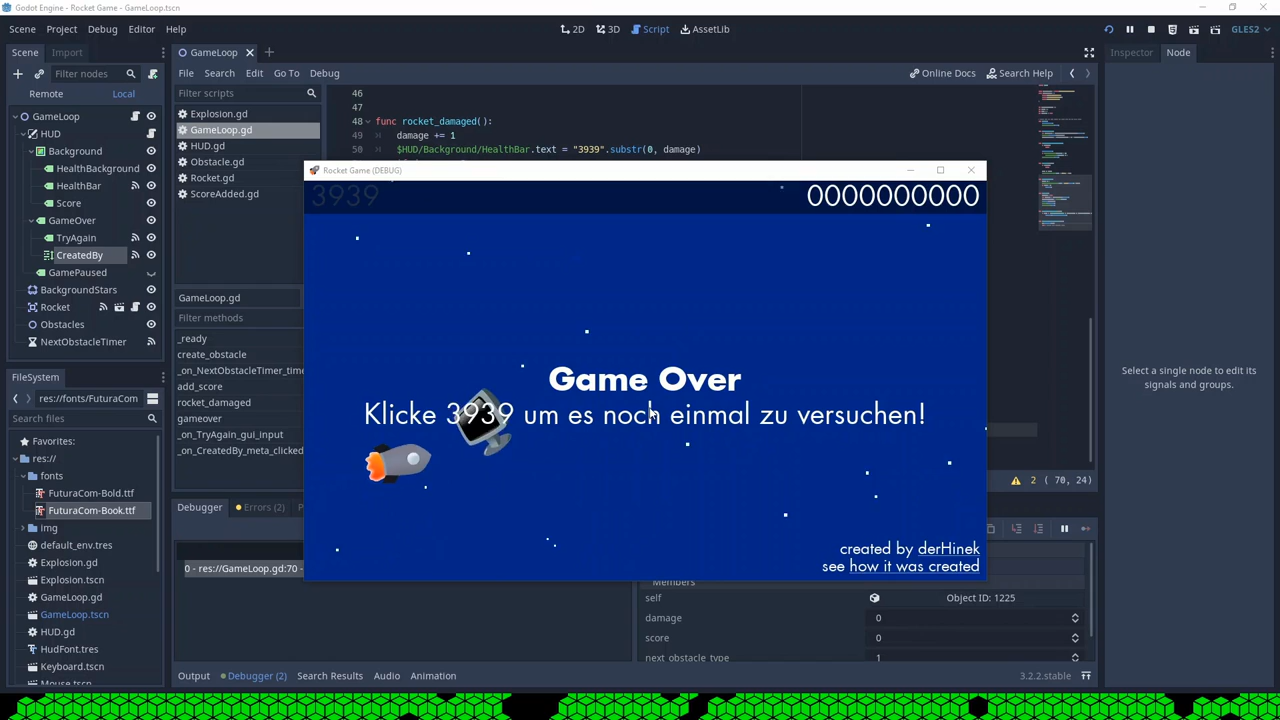 Godot Engine - Rocket Game - GameLoop.tscn
Scene Project Debug Editor Help
2D 3D Script AssetLib
GLES2
Scene Import
Filter nodes
Remote Local
GameLoop
HUD
Background
HealthBackground
HealthBar
Score
GameOver
TryAgain
CreatedBy
GamePaused
BackgroundStars
Rocket
Obstacles
NextObstacleTimer
FileSystem
res://fonts/FuturaCom
Search files
Favorites:
res://
fonts
FuturaCom-Bold.ttf
FuturaCom-Book.ttf
img
default_env.tres
Explosion.gd
Explosion.tscn
GameLoop.gd
GameLoop.tscn
HUD.gd
HudFont.tres
Keyboard.tscn
Mouse.tscn
GameLoop
File Search Edit Go To Debug
Online Docs Search Help
Filter scripts
Explosion.gd
GameLoop.gd
HUD.gd
Obstacle.gd
Rocket.gd
ScoreAdded.gd
GameLoop.gd
Filter methods
_ready
create_obstacle
_on_NextObstacleTimer_time
add_score
rocket_damaged
gameover
_on_TryAgain_gui_input
_on_CreatedBy_meta_clicked
46
47
48 func rocket_damaged():
49 damage += 1
$HUD/Background/HealthBar.text = "3939".substr(0, damage)
Rocket Game (DEBUG)
3939
0000000000
Game Over
Klicke 3939 um es noch einmal zu versuchen!
created by derHinek
see how it was created
2 ( 70, 24)
Debugger Errors (2)
0 - res://GameLoop.gd:70 -
Members
self Object ID: 1225
damage 0
score 0
next obstacle type 1
Output Debugger (2) Search Results Audio Animation
3.2.2.stable
Inspector Node
Select a single node to edit its
signals and groups.